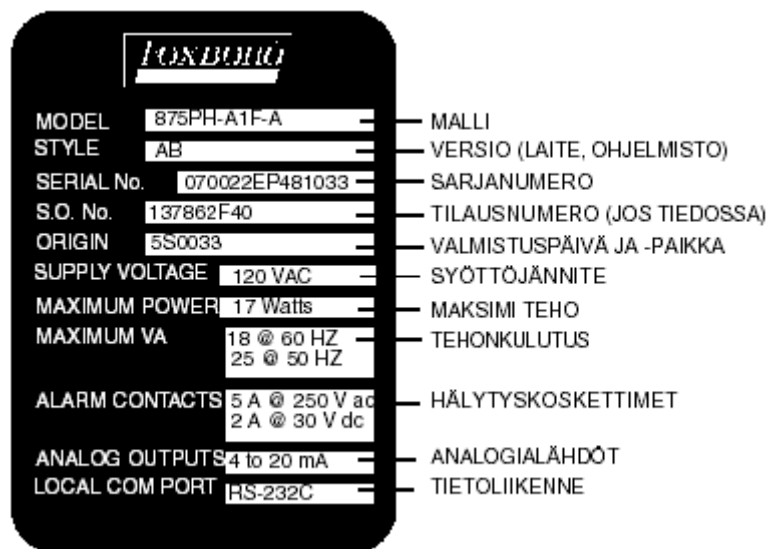 FOXBORO
MODEL 875PH-A1F-A MALLI
STYLE AB VERSIO (LAITE, OHJELMISTO)
SERIAL No. 070022EP481033 SARJANUMERO
S.O. No. 137862F40 TILAUSNUMERO (JOS TIEDOSSA)
ORIGIN 5S0033 VALMISTUSPÄIVÄ JA -PAIKKA
SUPPLY VOLTAGE 120 VAC SYÖTTÖJÄNNITE
MAXIMUM POWER 17 Watts MAKSIMI TEHO
MAXIMUM VA 18 @ 60 HZ TEHONKULUTUS
25 @ 50 HZ
ALARM CONTACTS 5 A @ 250 V ac HÄLYTYSKOSKETTIMET
2 A @ 30 V dc
ANALOG OUTPUTS 4 to 20 mA ANALOGIALÄHDÖT
LOCAL COM PORT RS-232C TIETOLIIKENNE